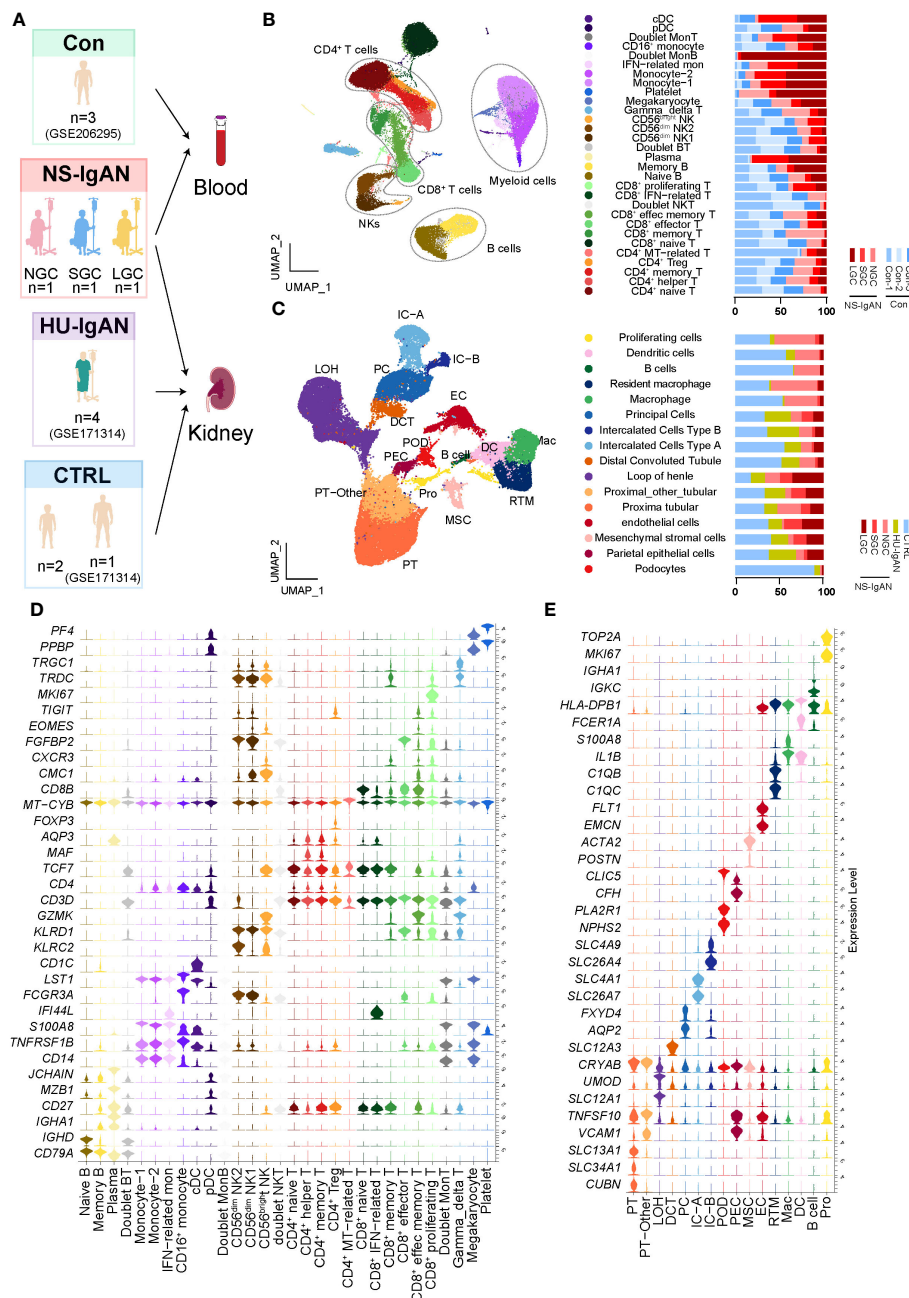 A
Con
n=3
(GSE206295)
NS-IgAN
NGC SGC LGC
n=1 n=1 n=1
HU-IgAN
n=4
(GSE171314)
CTRL
n=2 n=1
(GSE171314)
Blood
Kidney
B
CD4⁺ T cells
CD8⁺ T cells
NKs
Myeloid cells
B cells
UMAP_2
UMAP_1
cDC
pDC
Doublet MonT
CD16⁺ monocyte
Doublet MonB
IFN-related mon
Monocyte-2
Monocyte-1
Platelet
Megakaryocyte
Gamma_delta T
CD56ᵇʳⁱᵍʰᵗ NK
CD56ᵈⁱᵐ NK2
CD56ᵈⁱᵐ NK1
Doublet BT
Plasma
Memory B
Naive B
CD8⁺ proliferating T
CD8⁺ IFN-related T
Doublet NKT
CD8⁺ effec memory T
CD8⁺ effector T
CD8⁺ memory T
CD8⁺ naive T
CD4⁺ MT-related T
CD4⁺ Treg
CD4⁺ memory T
CD4⁺ helper T
CD4⁺ naive T
0 50 100
LGC
SGC
NGC
NS-IgAN
Con-1
Con-2
Con
C
IC-A
IC-B
LOH
PC
DCT
EC
POD
PEC
B cell
DC
Mac
PT-Other
Pro
MSC
RTM
PT
UMAP_2
UMAP_1
Proliferating cells
Dendritic cells
B cells
Resident macrophage
Macrophage
Principal Cells
Intercalated Cells Type B
Intercalated Cells Type A
Distal Convoluted Tubule
Loop of henle
Proximal_other_tubular
Proxima tubular
endothelial cells
Mesenchymal stromal cells
Parietal epithelial cells
Podocytes
0 50 100
LGC
SGC
NGC
HU-IgAN
CTRL
NS-IgAN
D
PF4
PPBP
TRGC1
TRDC
MKI67
TIGIT
EOMES
FGFBP2
CXCR3
CMC1
CD8B
MT-CYB
FOXP3
AQP3
MAF
TCF7
CD4
CD3D
GZMK
KLRD1
KLRC2
CD1C
LST1
FCGR3A
IFI44L
S100A8
TNFRSF1B
CD14
JCHAIN
MZB1
CD27
IGHA1
IGHD
CD79A
Naive B
Memory B
Plasma
Doublet BT
Monocyte-1
Monocyte-2
IFN-related mon
CD16⁺ monocyte
cDC
pDC
Doublet MonB
CD56ᵈⁱᵐ NK2
CD56ᵈⁱᵐ NK1
CD56ᵇʳⁱᵍʰᵗ NK
doublet NKT
CD4⁺ naive T
CD4⁺ helper T
CD4⁺ memory T
CD4⁺ Treg
CD4⁺ MT-related T
CD8⁺ naive T
CD8⁺ IFN-related T
CD8⁺ memory T
CD8⁺ effector T
CD8⁺ effec memory T
CD8⁺ proliferating T
Doublet MonT
Gamma_delta T
Megakaryocyte
Platelet
E
TOP2A
MKI67
IGHA1
IGKC
HLA-DPB1
FCER1A
S100A8
IL1B
C1QB
C1QC
FLT1
EMCN
ACTA2
POSTN
CLIC5
CFH
PLA2R1
NPHS2
SLC4A9
SLC26A4
SLC4A1
SLC26A7
FXYD4
AQP2
SLC12A3
CRYAB
UMOD
SLC12A1
TNFSF10
VCAM1
SLC13A1
SLC34A1
CUBN
Expression Level
PT
PT-Other
LOH
DCT
PC
IC-A
IC-B
POD
PEC
MSC
EC
RTM
Mac
DC
B cell
Pro